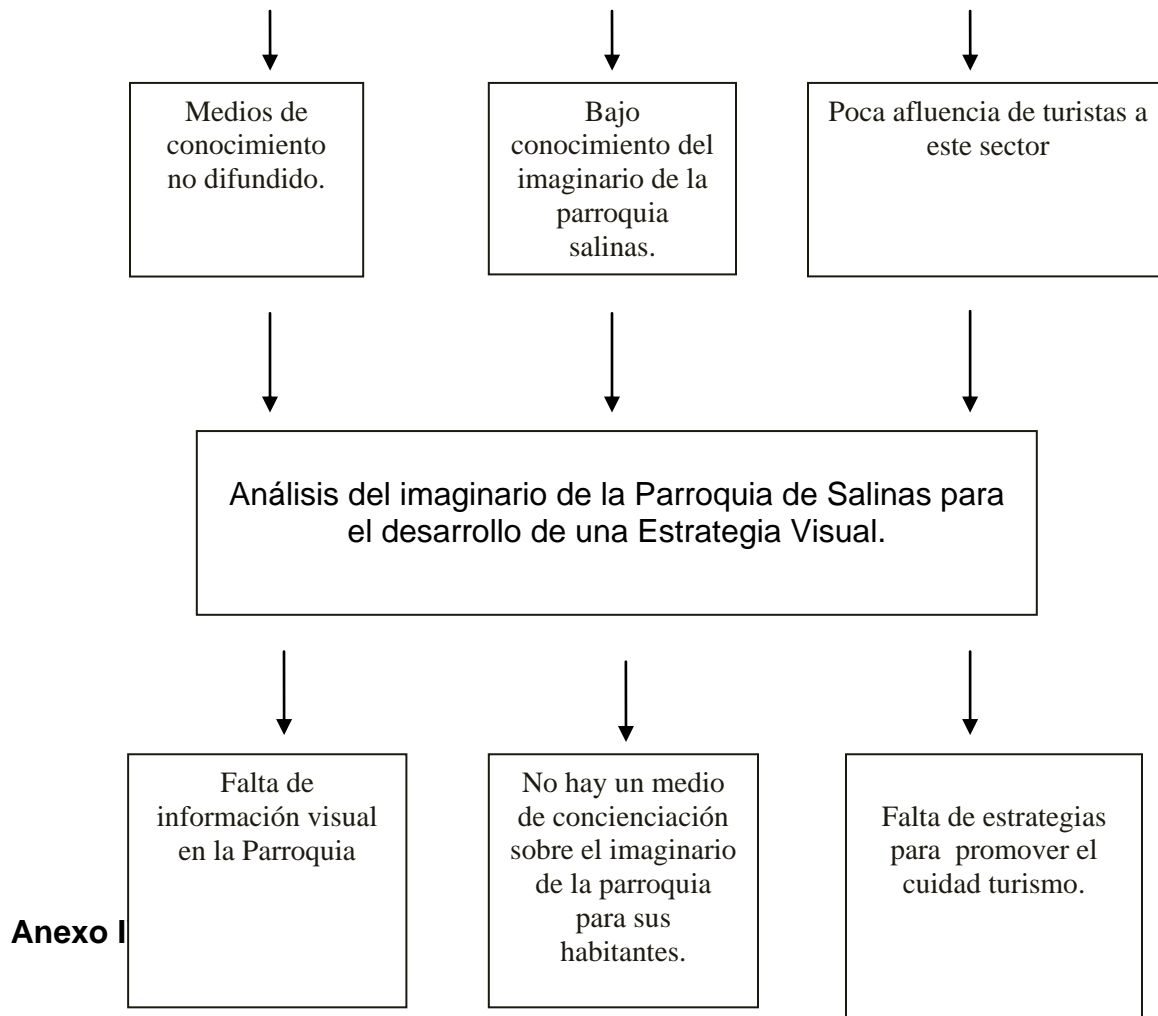 Medios de
conocimiento
no difundido.
Bajo
conocimiento del
imaginario de la
parroquia
salinas.
Poca afluencia de turistas a
este sector
Análisis del imaginario de la Parroquia de Salinas para
el desarrollo de una Estrategia Visual.
Falta de
información visual
en la Parroquia
No hay un medio
de concienciación
sobre el imaginario
de la parroquia
para sus
habitantes.
Falta de estrategias
para promover el
cuidad turismo.
Anexo